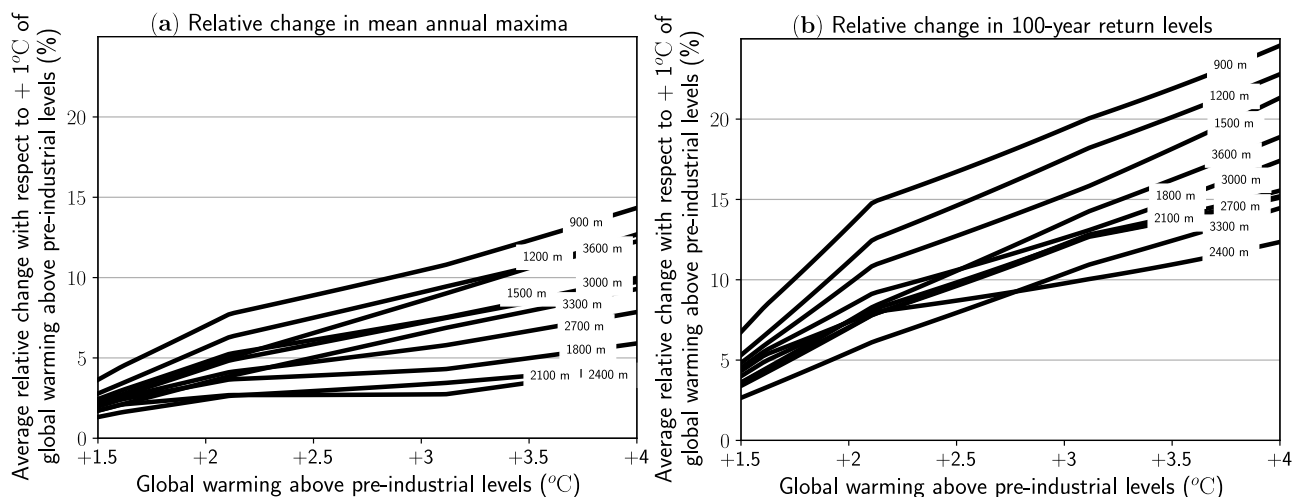 (a) Relative change in mean annual maxima
Average relative change with respect to + 1°C of
global warming above pre-industrial levels (%)
20
15
10
5
0
900 m
1200 m
3600 m
1500 m
3000 m
3300 m
2700 m
1800 m
2100 m
2400 m
+1.5
+2
+2.5
+3
+3.5
+4
Global warming above pre-industrial levels (°C)
(b) Relative change in 100-year return levels
Average relative change with respect to + 1°C of
global warming above pre-industrial levels (%)
20
15
10
5
0
900 m
1200 m
1500 m
3600 m
3000 m
1800 m
2700 m
2100 m
3300 m
2400 m
+1.5
+2
+2.5
+3
+3.5
+4
Global warming above pre-industrial levels (°C)